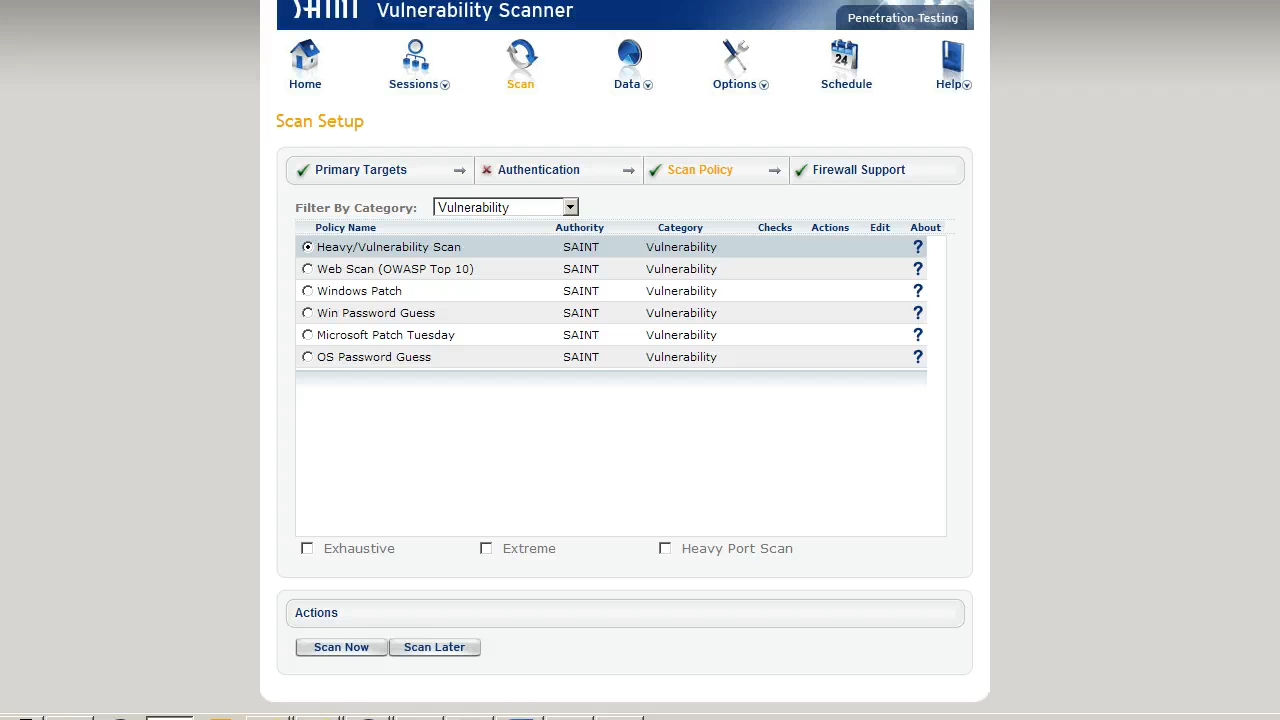 SAINT Vulnerability Scanner
Penetration Testing
Home Sessions Scan Data Options Schedule Help
24
Scan Setup
Primary Targets Authentication Scan Policy Firewall Support
Filter By Category: Vulnerability
Policy Name Authority Category Checks Actions Edit About
Heavy/Vulnerability Scan SAINT Vulnerability ?
Web Scan (OWASP Top 10) SAINT Vulnerability ?
Windows Patch SAINT Vulnerability ?
Win Password Guess SAINT Vulnerability ?
Microsoft Patch Tuesday SAINT Vulnerability ?
OS Password Guess SAINT Vulnerability ?
Exhaustive Extreme Heavy Port Scan
Actions
Scan Now Scan Later